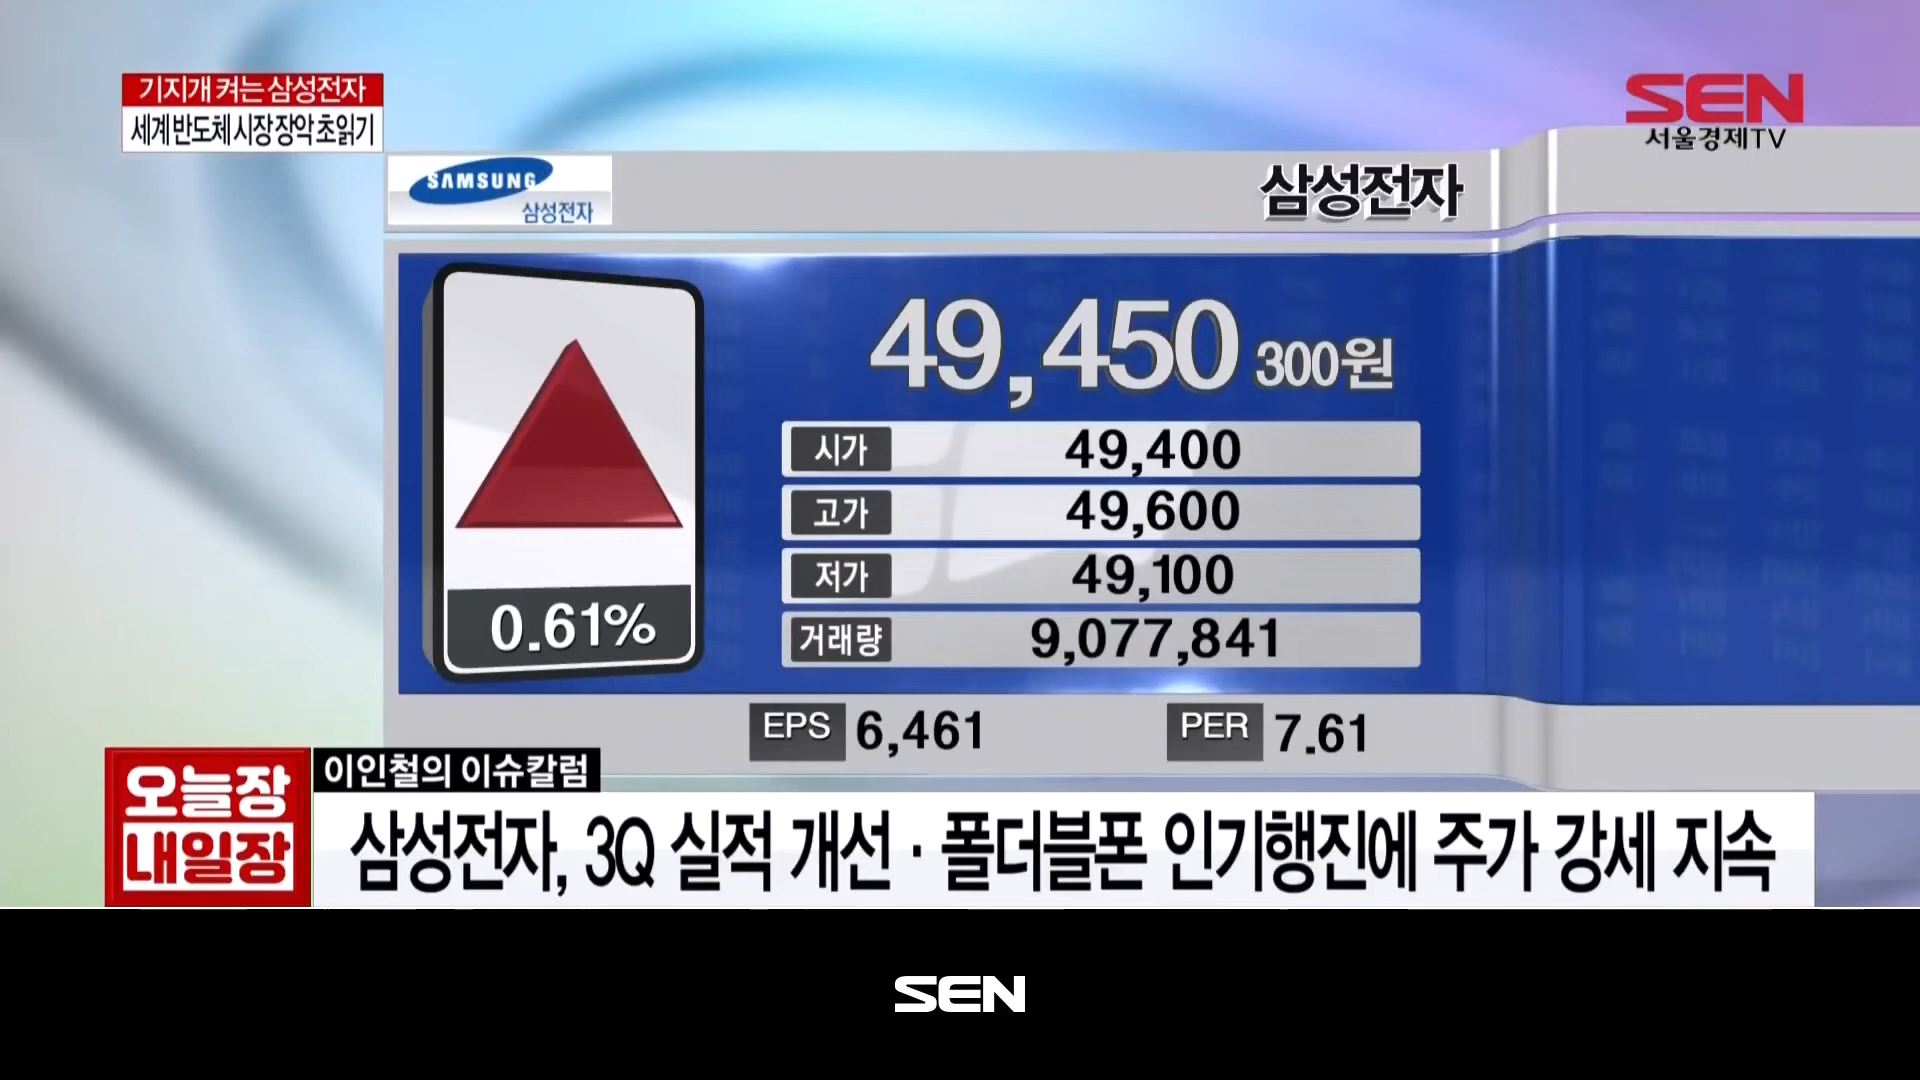 기지개 켜는 삼성전자
세계 반도체 시장 장악 초읽기
SEN
서울경제TV
SAMSUNG
삼성전자
삼성전자
49,450 300원
시가 49,400
고가 49,600
저가 49,100
거래량 9,077,841
0.61%
EPS 6,461 PER 7.61
오늘장
내일장
이인철의 이슈칼럼
삼성전자, 3Q 실적 개선·폴더블폰 인기행진에 주가 강세 지속
SEN